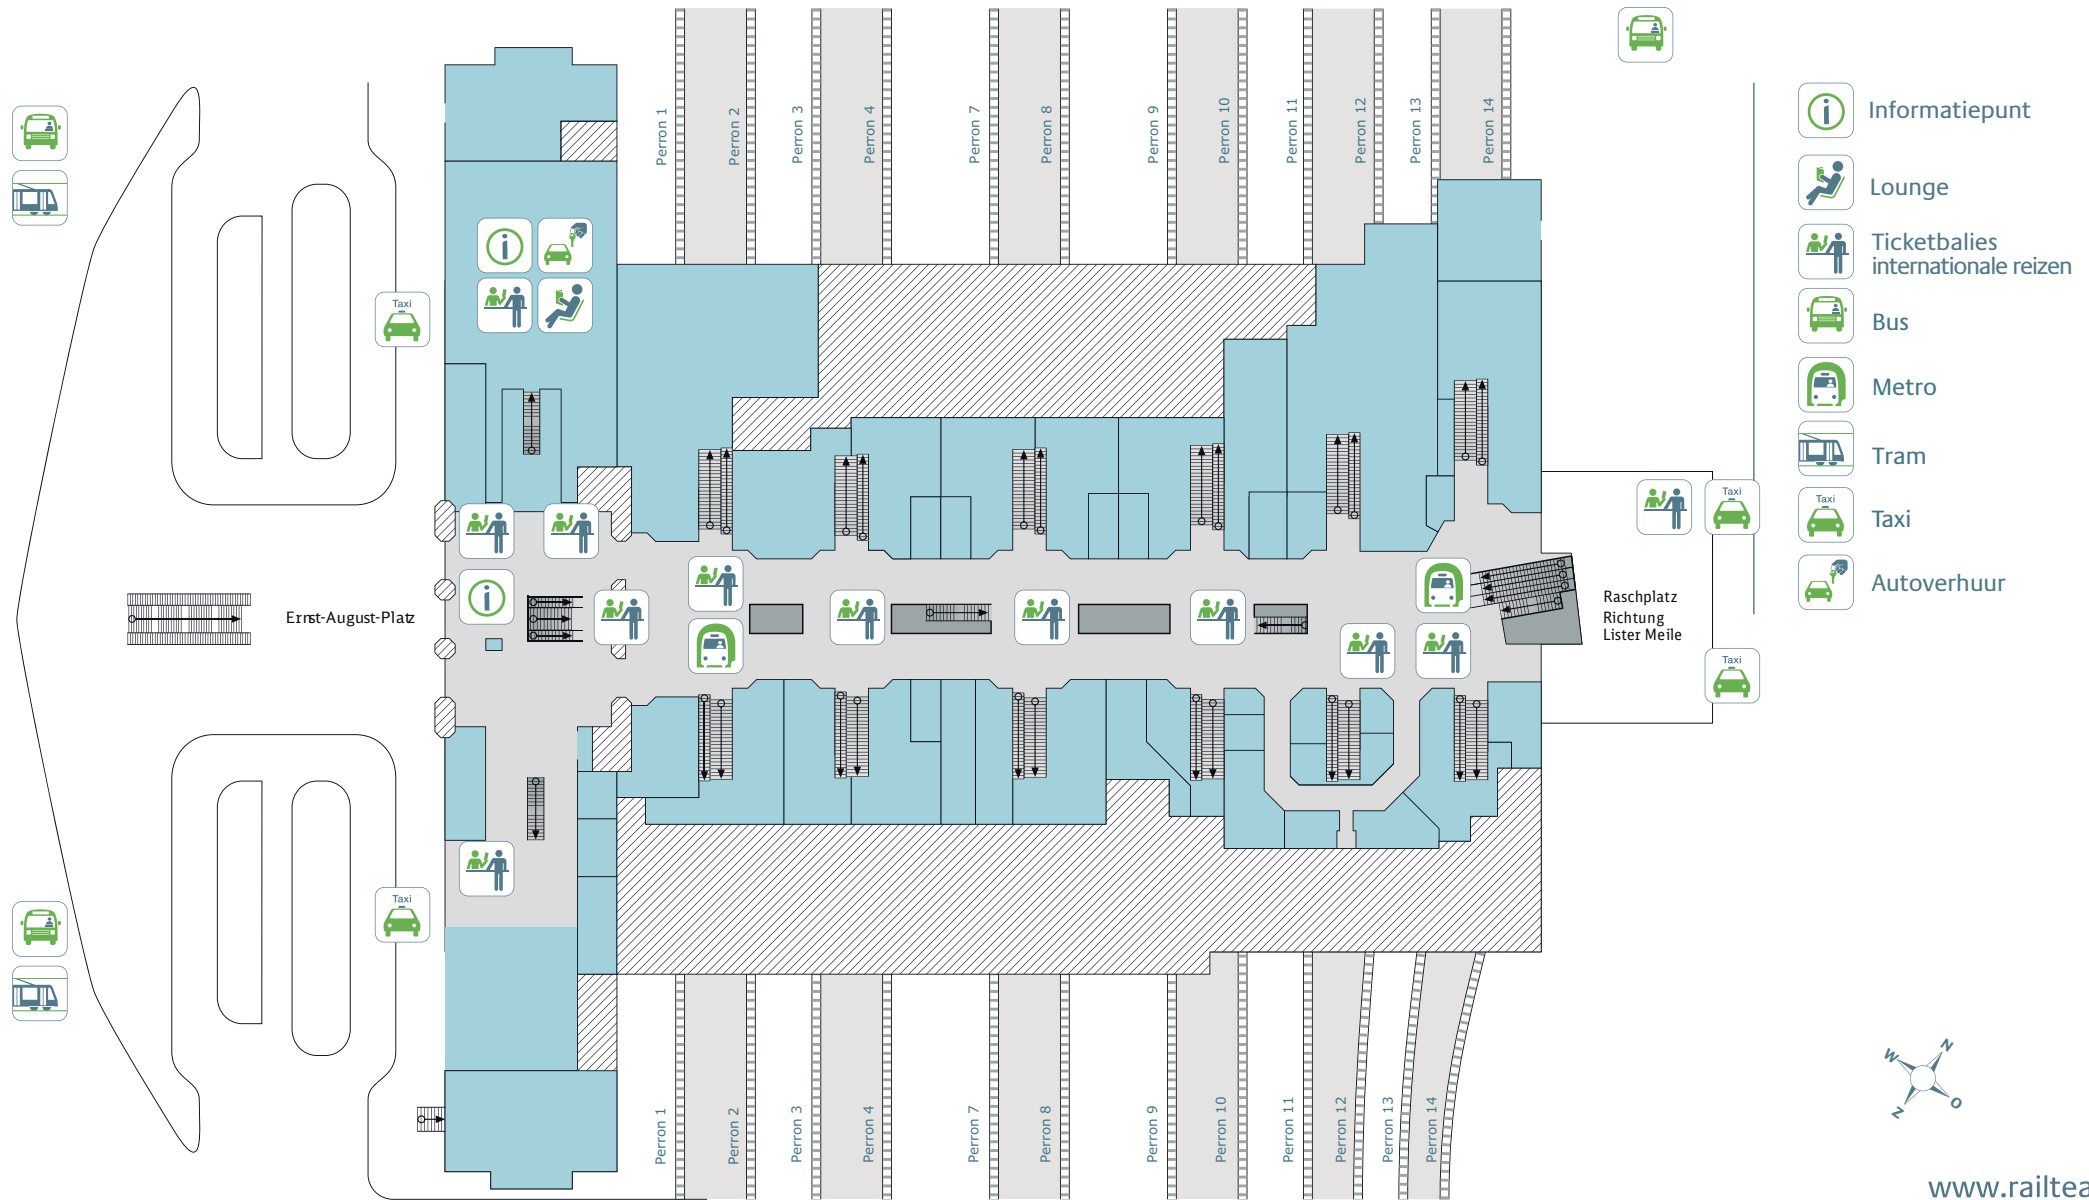 Perron 1
Perron 2
Perron 3
Perron 4
Perron 7
Perron 8
Perron 9
Perron 10
Perron 11
Perron 12
Perron 13
Perron 14
Informatiepunt
Lounge
Ticketbalies
internationale reizen
Bus
Metro
Tram
Taxi
Taxi
Autoverhuur
Taxi
Taxi
Taxi
Taxi
Ernst-August-Platz
Raschplatz
Richtung
Lister Meile
Perron 1
Perron 2
Perron 3
Perron 4
Perron 7
Perron 8
Perron 9
Perron 10
Perron 11
Perron 12
Perron 13
Perron 14
W
N
Z
O
www.railtea